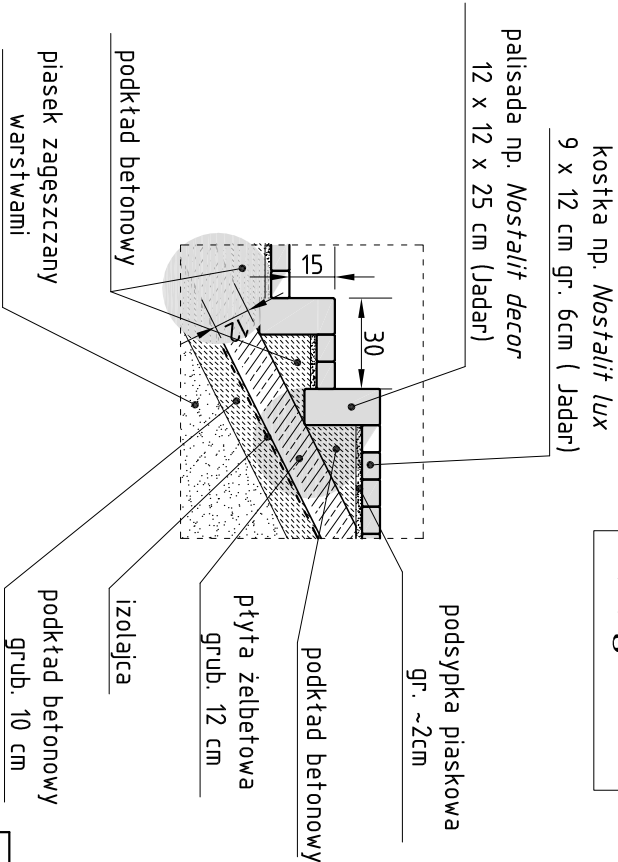 kostka np. Nostalit lux
9 x 12 cm gr. 6cm ( Jadar)
palisada np. Nostalit decor
12 x 12 x 25 cm (Jadar)
podkład betonowy
piasek zagęszczany
warstwami
15
30
12
podsypka piaskowa
gr. ~2cm
podkład betonowy
płyta żelbetowa
grub. 12 cm
izolajca
podkład betonowy
grub. 10 cm